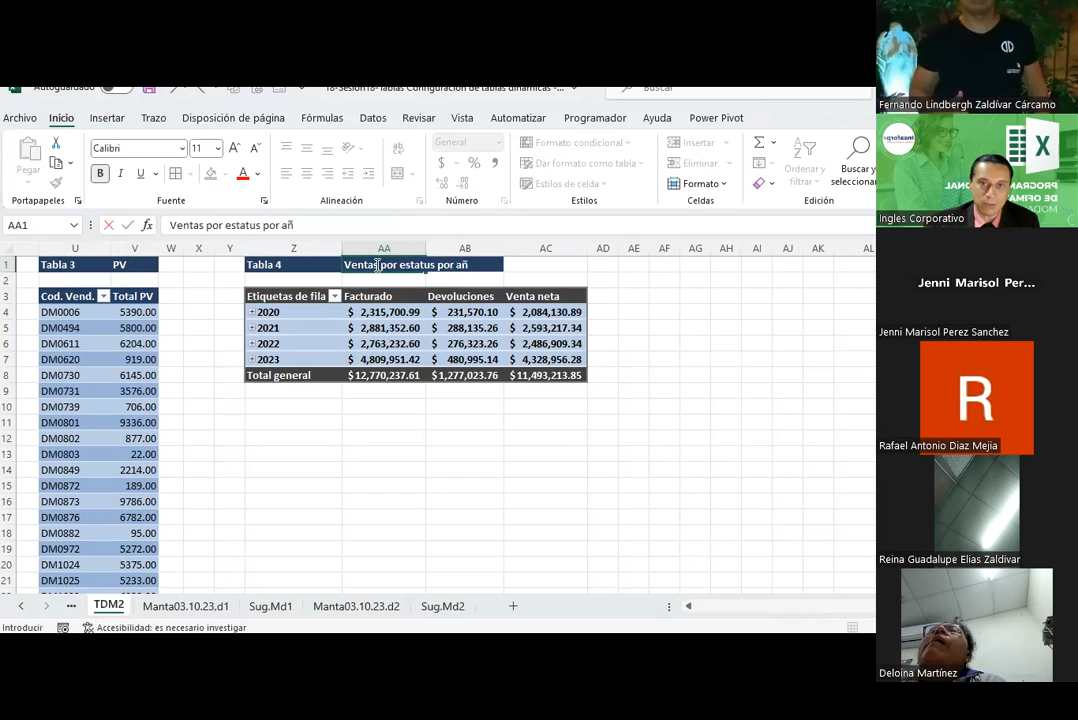 Autoguardado
18-Sesion18-Tablas Configuracion de tablas dinamicas -...
Buscar
Archivo Inicio Insertar Trazo Disposición de página Fórmulas Datos Revisar Vista Automatizar Programador Ayuda Power Pivot
Pegar
Calibri 11
General
Formato condicional
Dar formato como tabla
Estilos de celda
Insertar
Eliminar
Formato
Ordenar y filtrar
Buscar y seleccionar
Portapapeles Fuente Alineación Número Estilos Celdas Edición
AA1 Ventas por estatus por añ
U V W X Y Z AA AB AC AD AE AF AG AH AI AJ AK AL
1 Tabla 3 PV Tabla 4 Ventas por estatus por añ
2
3 Cod. Vend. Total PV Etiquetas de fila Facturado Devoluciones Venta neta
4 DM0006 5390.00 2020 $ 2,315,700.99 $ 231,570.10 $ 2,084,130.89
5 DM0494 5800.00 2021 $ 2,881,352.60 $ 288,135.26 $ 2,593,217.34
6 DM0611 6204.00 2022 $ 2,763,232.60 $ 276,323.26 $ 2,486,909.34
7 DM0620 919.00 2023 $ 4,809,951.42 $ 480,995.14 $ 4,328,956.28
8 DM0730 6145.00 Total general $12,770,237.61 $1,277,023.76 $11,493,213.85
9 DM0731 3576.00
10 DM0739 706.00
11 DM0801 9336.00
12 DM0802 877.00
13 DM0803 22.00
14 DM0849 2214.00
15 DM0872 189.00
16 DM0873 9786.00
17 DM0876 6782.00
18 DM0882 95.00
19 DM0972 5272.00
20 DM1024 5375.00
21 DM1025 5233.00
TDM2 Manta03.10.23,d1 Sug.Md1 Manta03.10.23.d2 Sug.Md2
Introducir Accesibilidad: es necesario investigar
Fernando Lindbergh Zaldívar Cárcamo
Insaforp
Ingles Corporativo
Jenni Marisol Per...
Jenni Marisol Perez Sanchez
R
Rafael Antonio Diaz Mejia
Reina Guadalupe Elias Zaldivar
Deloina Martínez